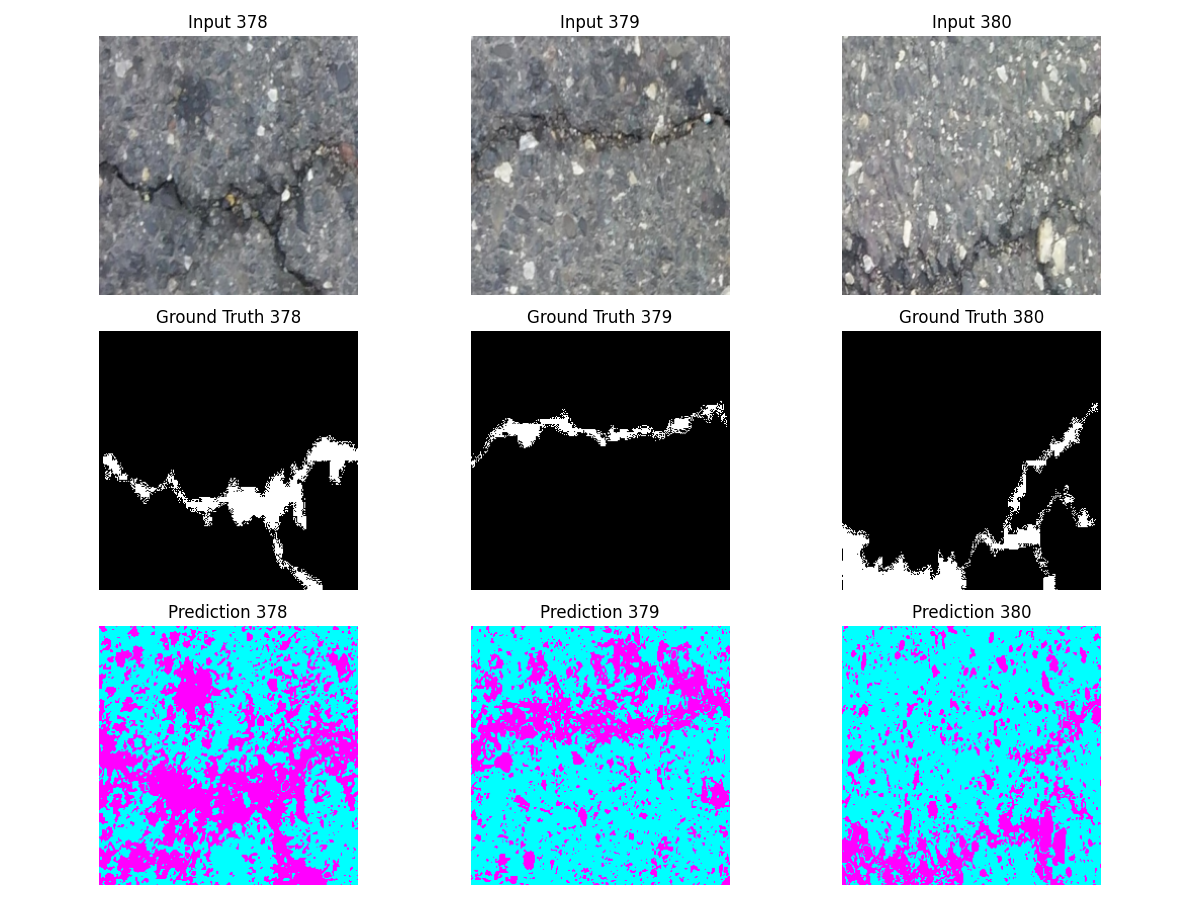 Input 378
Input 379
Input 380
Ground Truth 378
Ground Truth 379
Ground Truth 380
Prediction 378
Prediction 379
Prediction 380